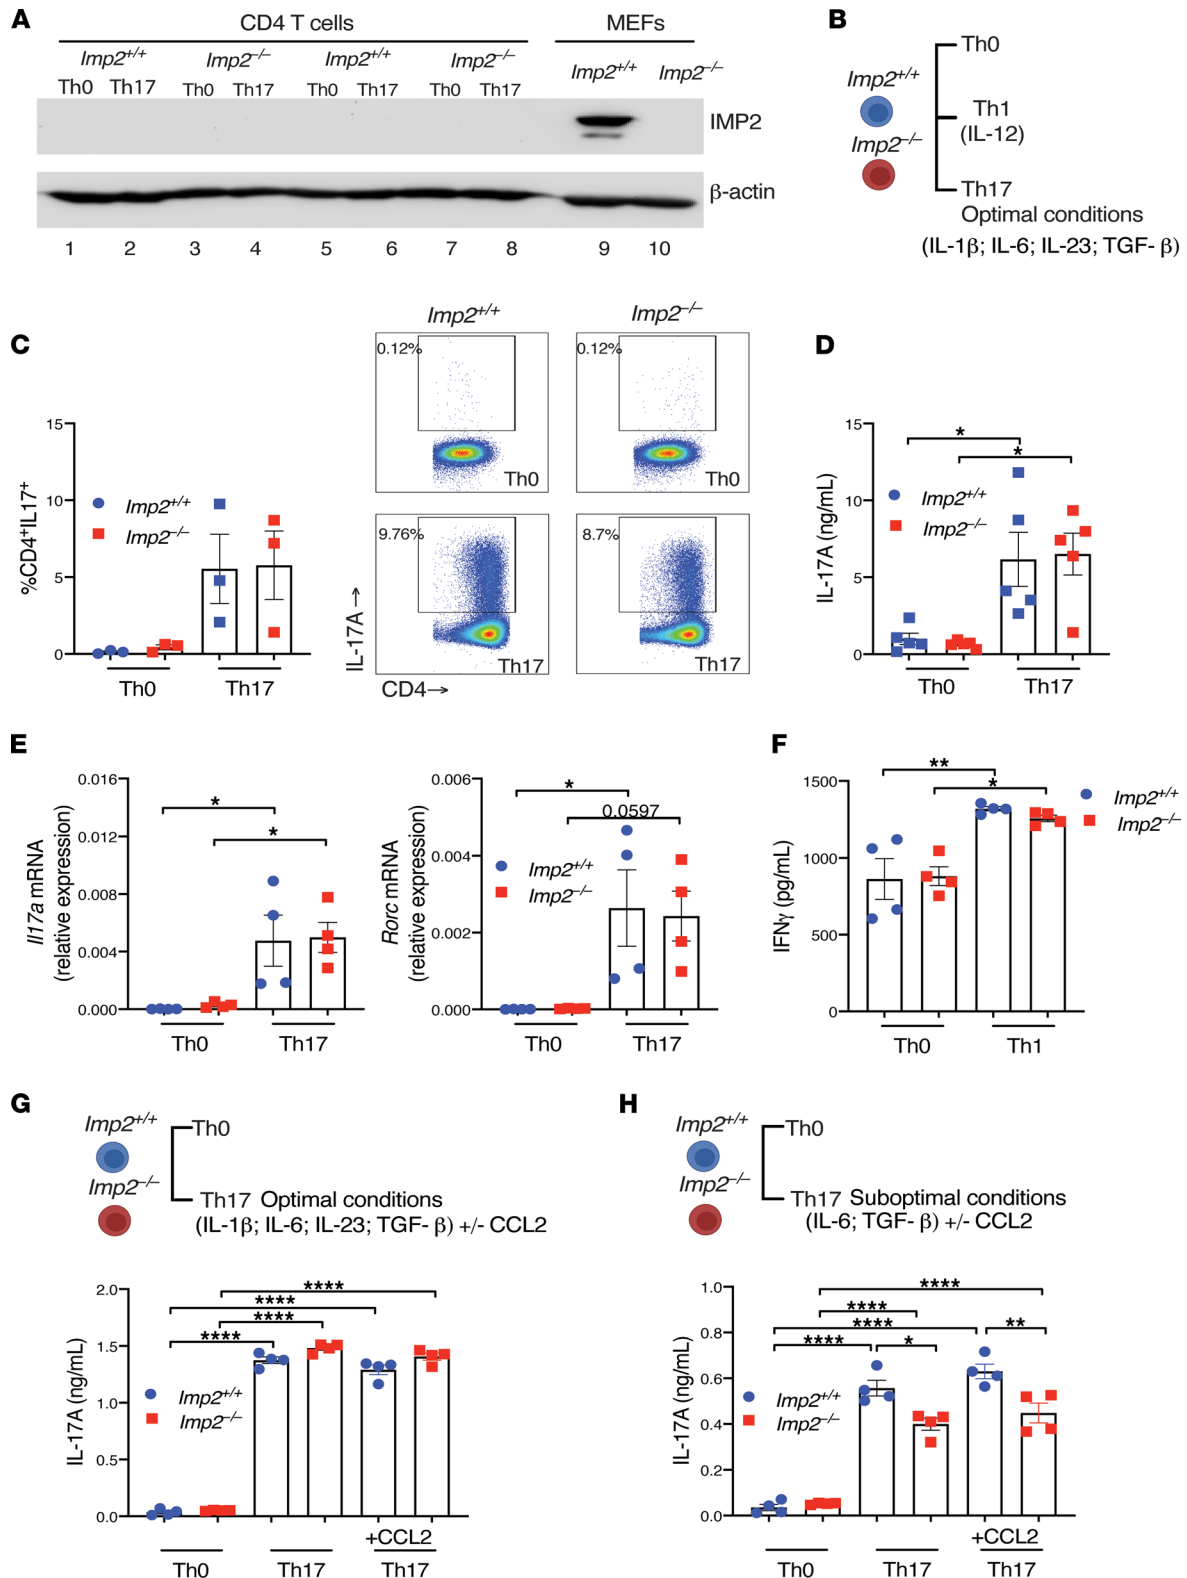 A
CD4 T cells
MEFs
Imp2+/+ Imp2–/– Imp2+/+ Imp2–/– Imp2+/+ Imp2–/–
Th0 Th17 Th0 Th17 Th0 Th17 Th0 Th17
IMP2
β-actin
1 2 3 4 5 6 7 8 9 10
B
Imp2+/+
Imp2–/–
Th0
Th1
(IL-12)
Th17
Optimal conditions
(IL-1β; IL-6; IL-23; TGF- β)
C
%CD4+IL17+
15
10
5
0
Imp2+/+
Imp2–/–
Th0 Th17
Imp2+/+ Imp2–/–
0.12% 0.12%
Th0 Th0
9.76% 8.7%
Th17 Th17
IL-17A →
CD4→
D
IL-17A (ng/mL)
15
10
5
0
* *
Imp2+/+
Imp2–/–
Th0 Th17
E
Il17a mRNA
(relative expression)
0.016
0.012
0.008
0.004
0.000
* *
Th0 Th17
Rorc mRNA
(relative expression)
0.006
0.004
0.002
0.000
*
0.0597
Imp2+/+
Imp2–/–
Th0 Th17
F
IFNγ (pg/mL)
1500
1000
500
0
** *
Imp2+/+
Imp2–/–
Th0 Th1
G
Imp2+/+
Imp2–/–
Th0
Th17 Optimal conditions
(IL-1β; IL-6; IL-23; TGF- β) +/- CCL2
IL-17A (ng/mL)
2.0
1.5
1.0
0.5
0.0
****
****
****
****
Imp2+/+
Imp2–/–
+CCL2
Th0 Th17 Th17
H
Imp2+/+
Imp2–/–
Th0
Th17 Suboptimal conditions
(IL-6; TGF- β) +/- CCL2
IL-17A (ng/mL)
1.0
0.8
0.6
0.4
0.2
0.0
****
****
**** **
**** *
Imp2+/+
Imp2–/–
+CCL2
Th0 Th17 Th17